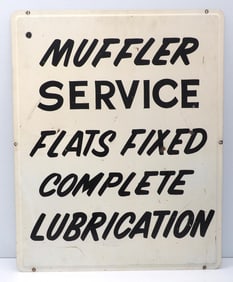 MUFFLER
SERVICE
FLATS FIXED
COMPLETE
LUBRICATION